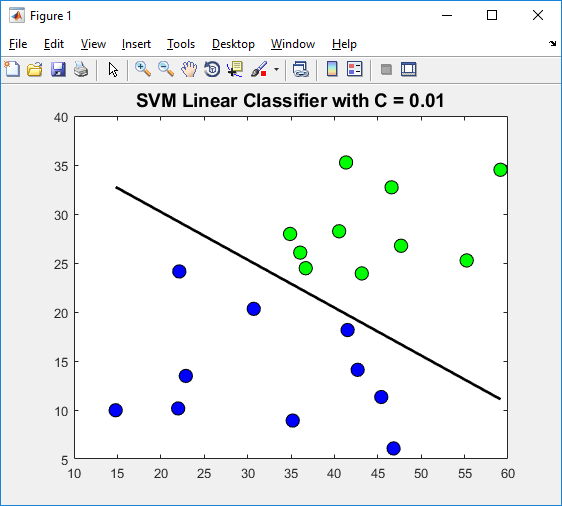 Figure 1
File Edit View Insert Tools Desktop Window Help
SVM Linear Classifier with C = 0.01
40
35
30
25
20
15
10
5
10 15 20 25 30 35 40 45 50 55 60